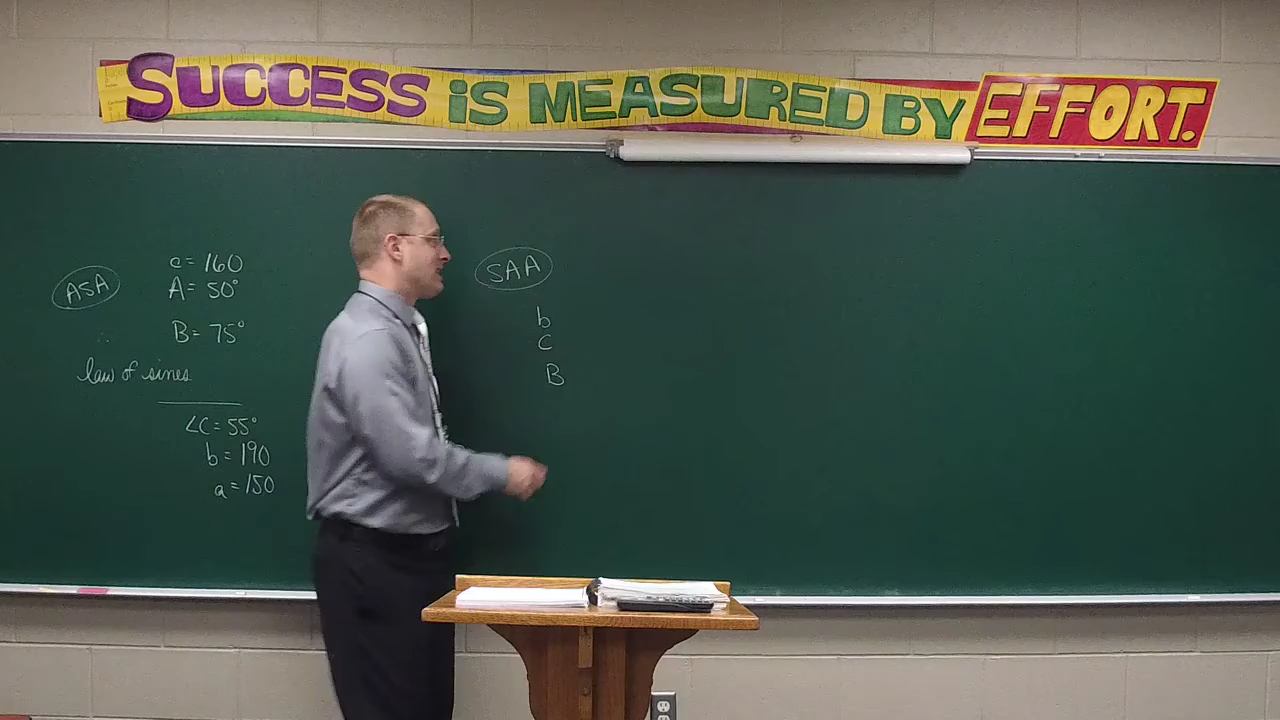 SUCCESS IS MEASURED BY EFFORT.
ASA
c = 160
A = 50°
B = 75°
law of sines
∠C = 55°
b = 190
a = 150
SAA
b
C
B